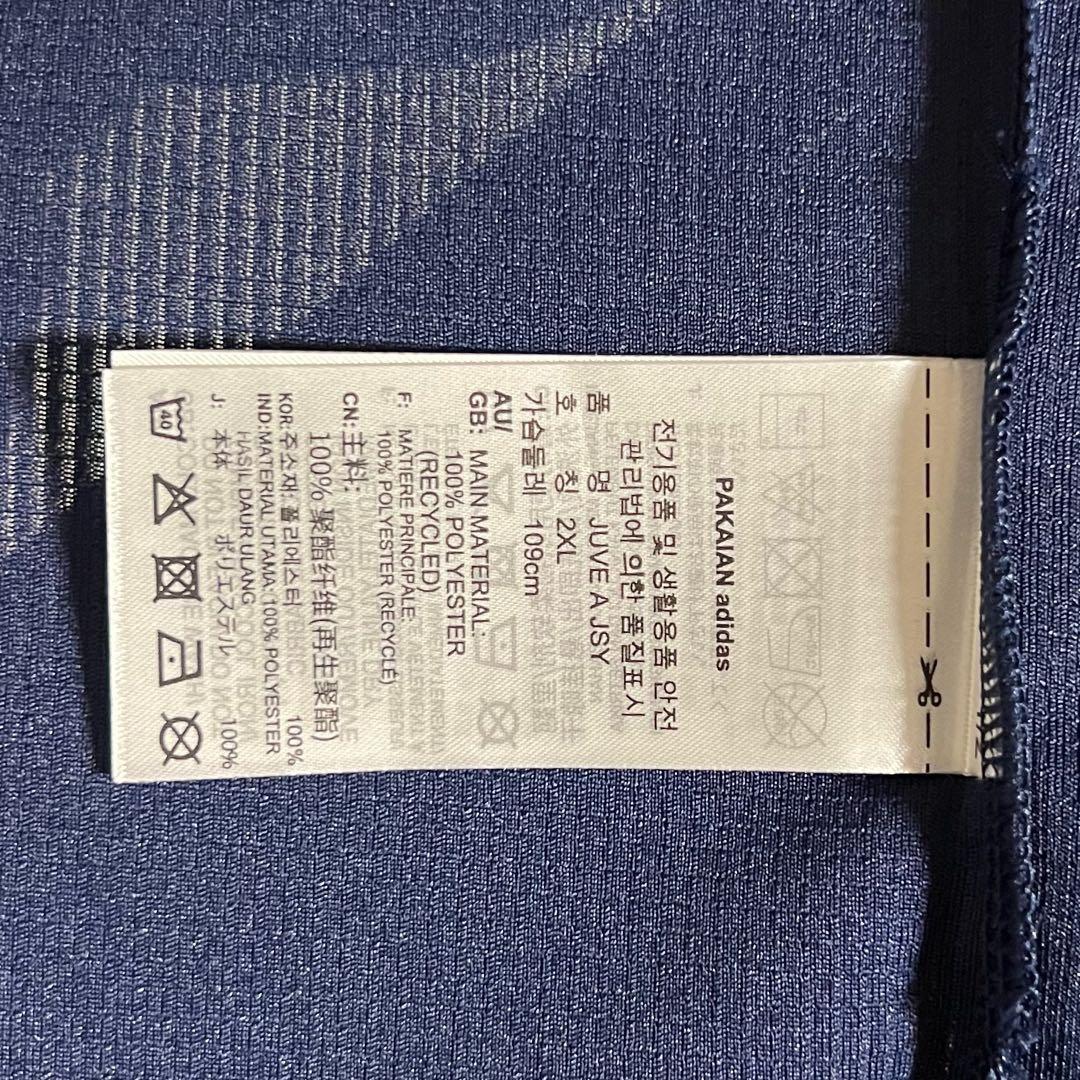 PAKAIAN adidas
전기용품 및 생활용품 안전
관리법에 의한 품질표시
품 명 JUVE A JSY
호 칭 2XL
가슴둘레 109cm
AU/
GB: MAIN MATERIAL:
100% POLYESTER
(RECYCLED)
F: MATIERE PRINCIPALE:
100% POLYESTER (RECYCLÉ)
CN: 主料:
100% 聚酯纤维(再生聚酯)
KOR: 주소재: 폴리에스터 100%
IND:MATERIAL UTAMA:100% POLYESTER
HASIL DAUR ULANG
J: 本体 ポリエステル 100%
40